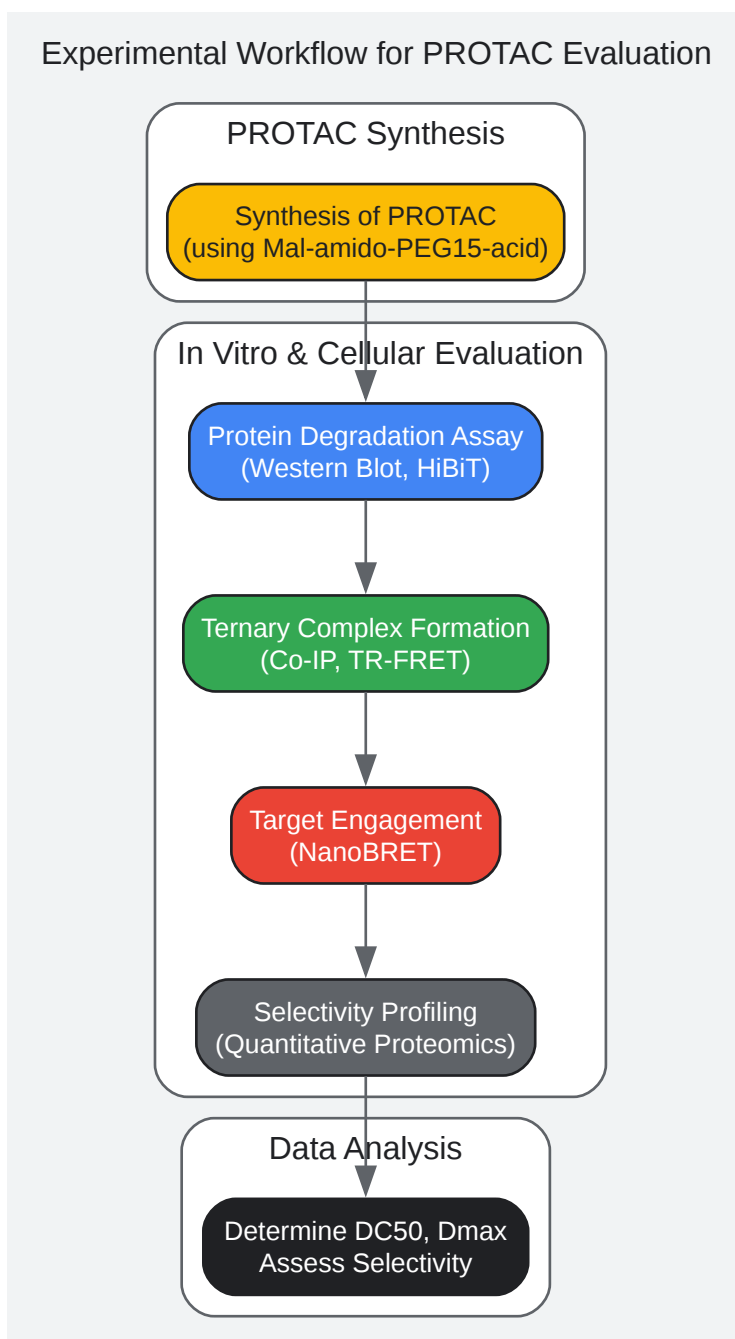 Experimental Workflow for PROTAC Evaluation
PROTAC Synthesis
Synthesis of PROTAC
(using Mal-amido-PEG15-acid)
In Vitro & Cellular Evaluation
Protein Degradation Assay
(Western Blot, HiBiT)
Ternary Complex Formation
(Co-IP, TR-FRET)
Target Engagement
(NanoBRET)
Selectivity Profiling
(Quantitative Proteomics)
Data Analysis
Determine DC50, Dmax
Assess Selectivity